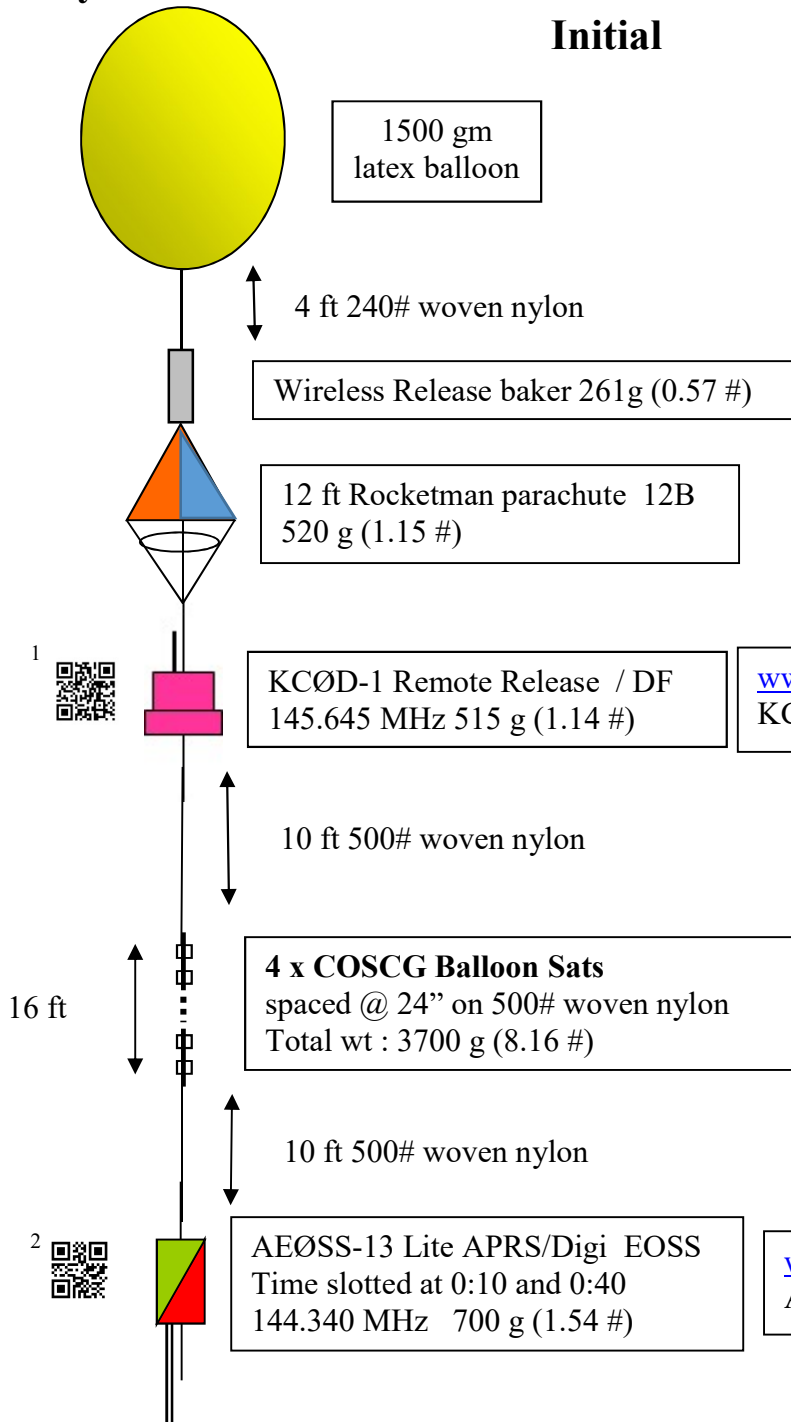 Initial
1500 gm
latex balloon
4 ft 240# woven nylon
Wireless Release baker 261g (0.57 #)
12 ft Rocketman parachute 12B
520 g (1.15 #)
1
KCØD-1 Remote Release / DF
145.645 MHz 515 g (1.14 #)
10 ft 500# woven nylon
16 ft
4 x COSCG Balloon Sats
spaced @ 24” on 500# woven nylon
Total wt : 3700 g (8.16 #)
10 ft 500# woven nylon
2
AEØSS-13 Lite APRS/Digi EOSS
Time slotted at 0:10 and 0:40
144.340 MHz 700 g (1.54 #)